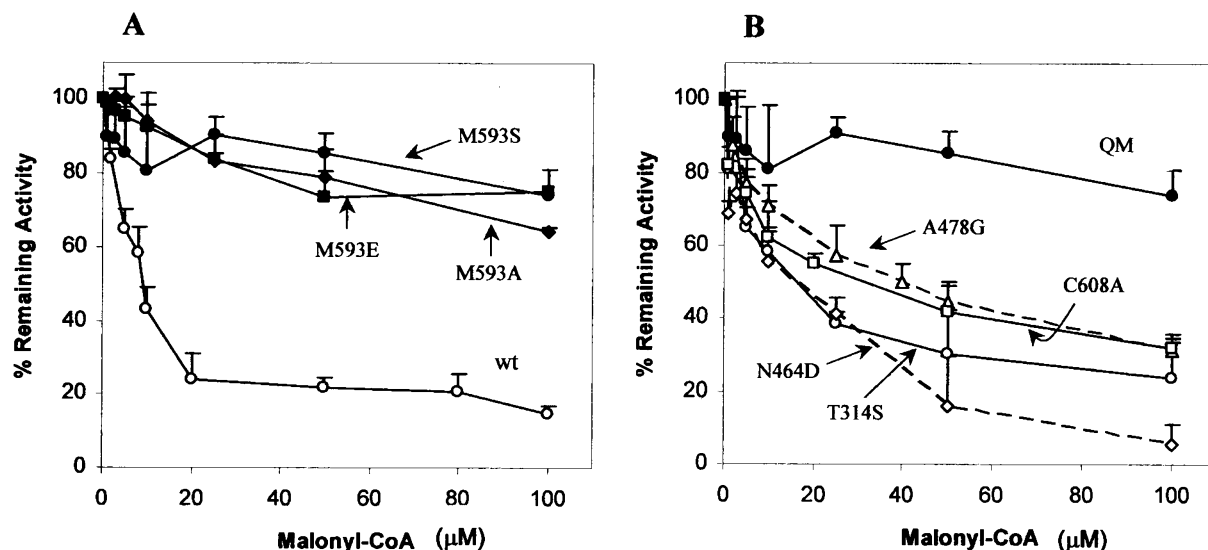 A
% Remaining Activity
100
80
60
40
20
0
M593S
M593E
M593A
wt
0 20 40 60 80 100
Malonyl-CoA (μM)
B
% Remaining Activity
100
80
60
40
20
0
QM
A478G
C608A
N464D
T314S
0 20 40 60 80 100
Malonyl-CoA (μM)